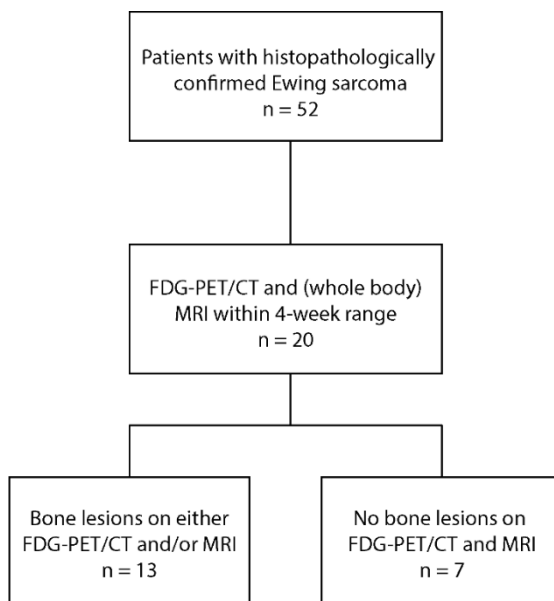 Patients with histopathologically
confirmed Ewing sarcoma
n = 52
FDG-PET/CT and (whole body)
MRI within 4-week range
n = 20
Bone lesions on either
FDG-PET/CT and/or MRI
n = 13
No bone lesions on
FDG-PET/CT and MRI
n = 7